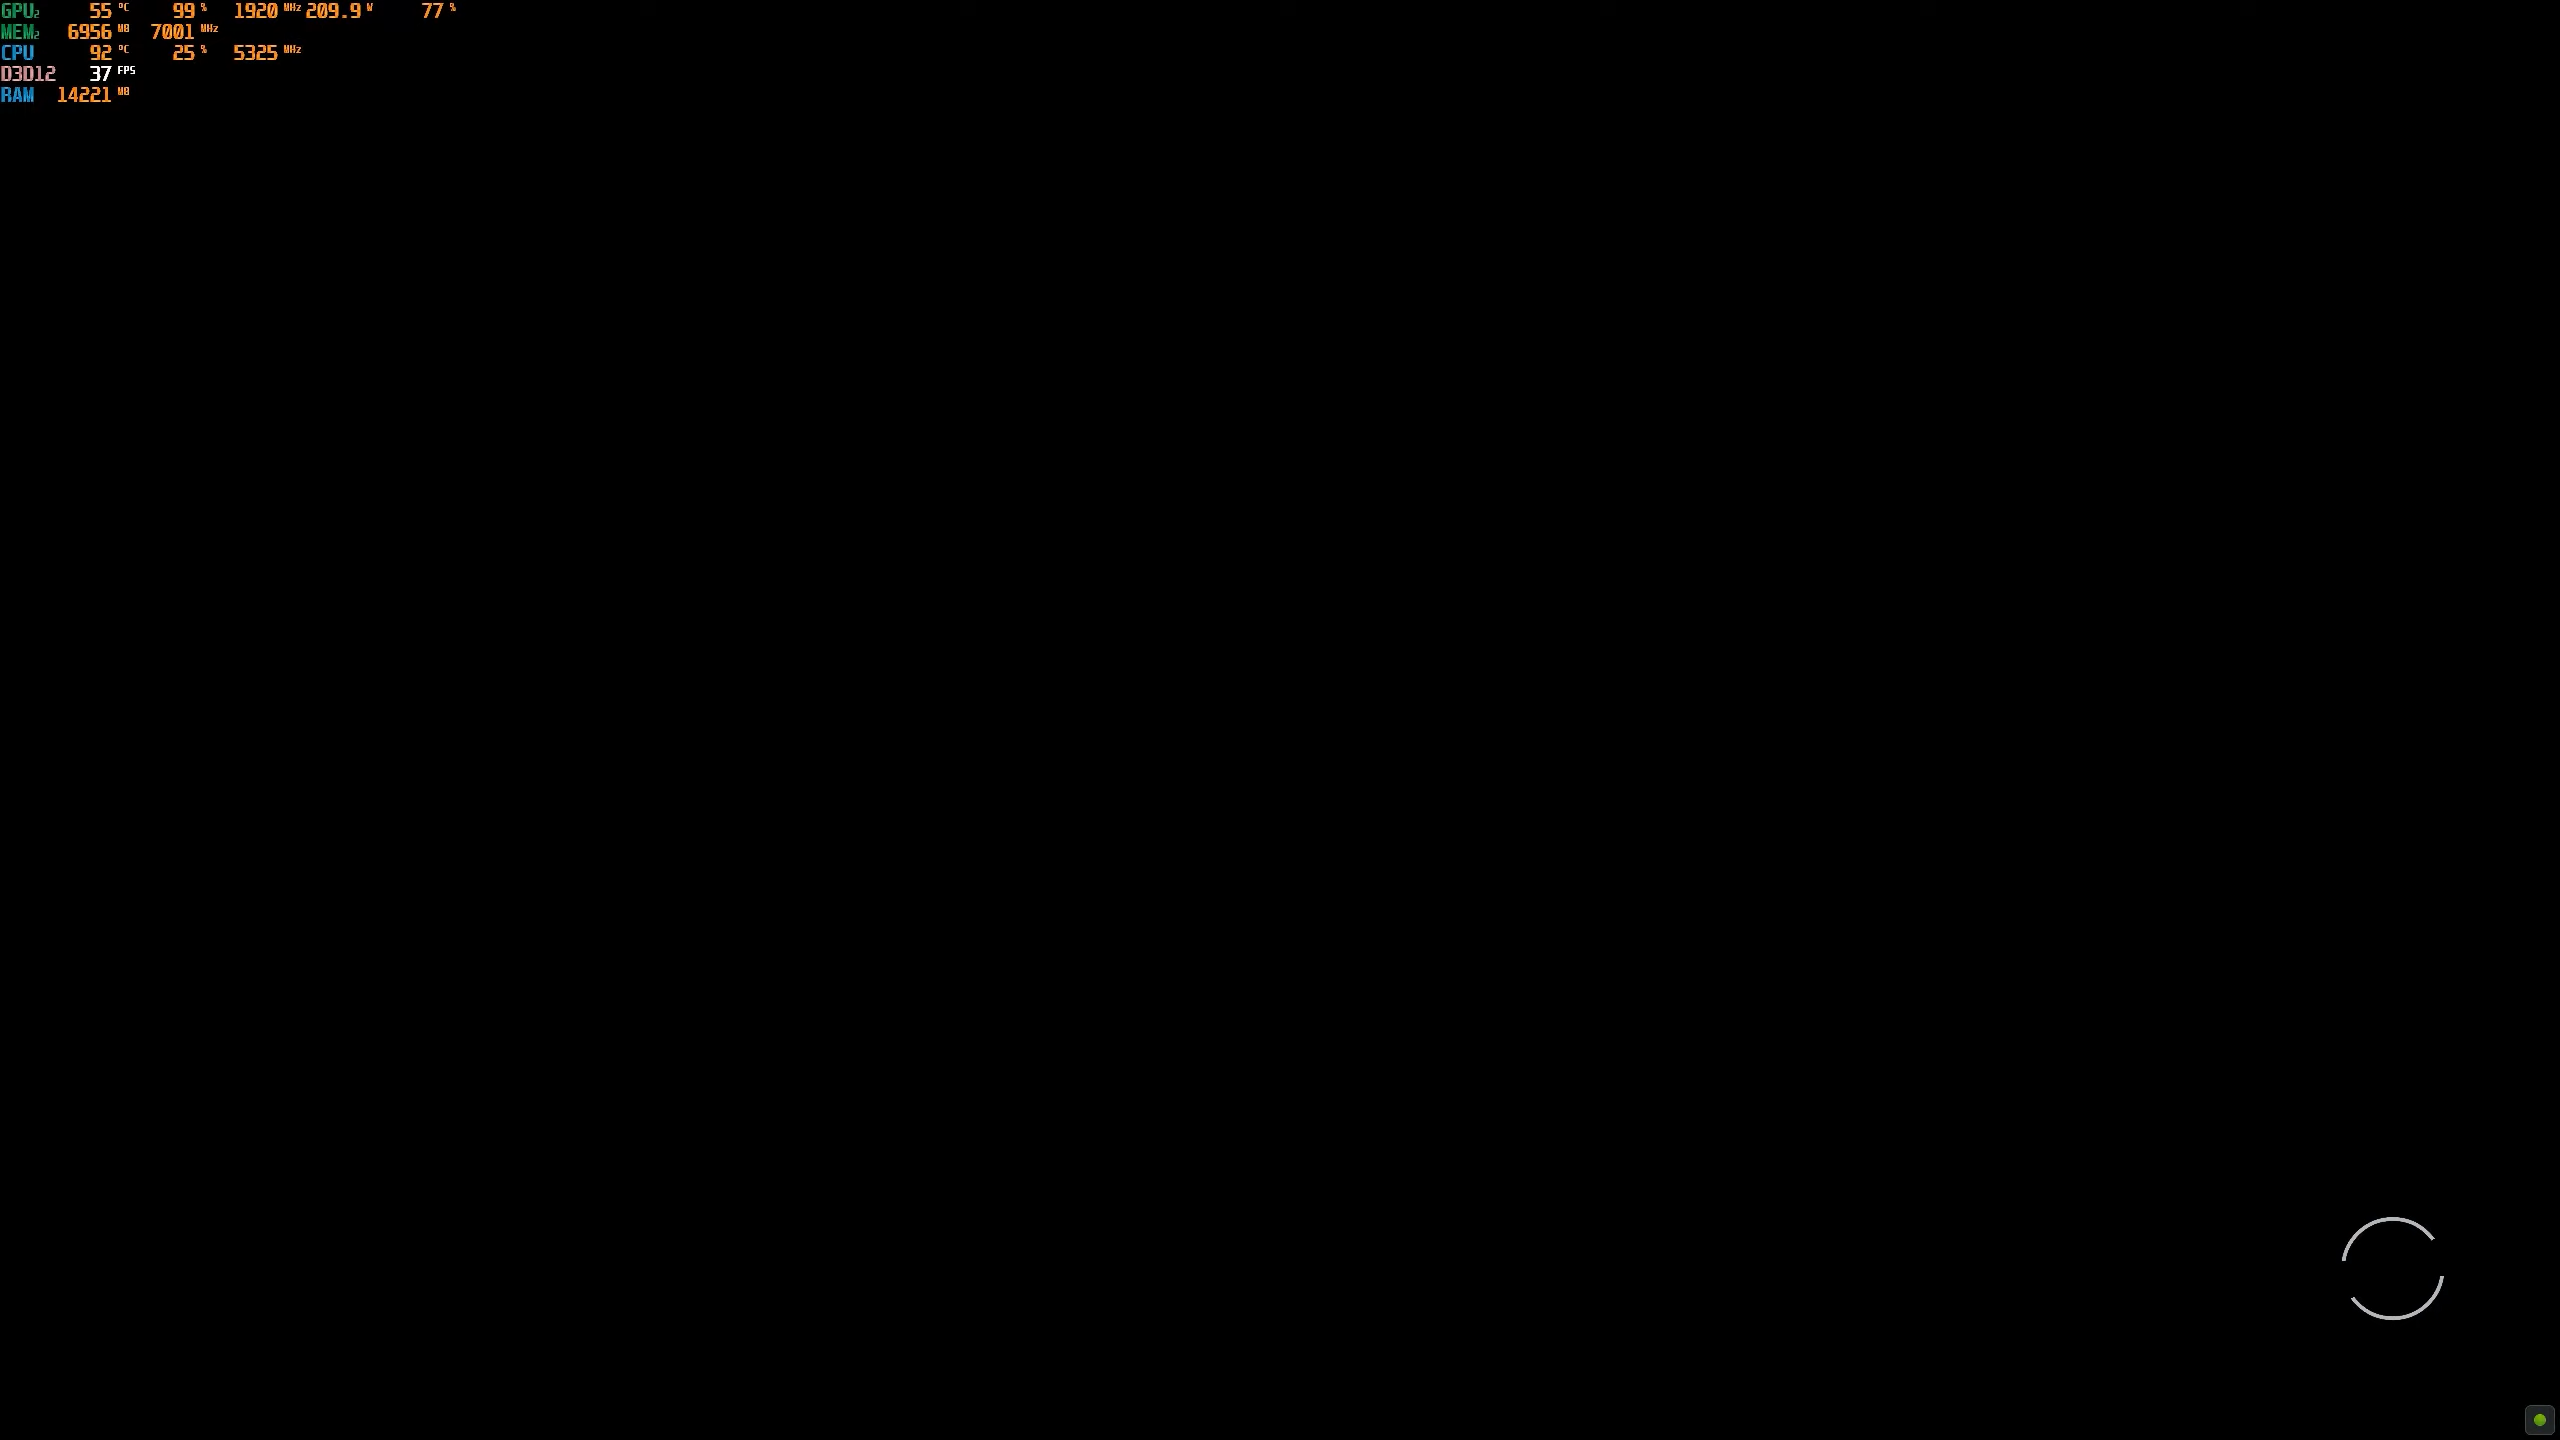 GPU₂ 55 °C 99 % 1920 MHz 209.9 W 77 %
MEM₂ 6956 MB 7001 MHz
CPU 92 °C 25 % 5325 MHz
D3D12 37 FPS
RAM 14221 MB